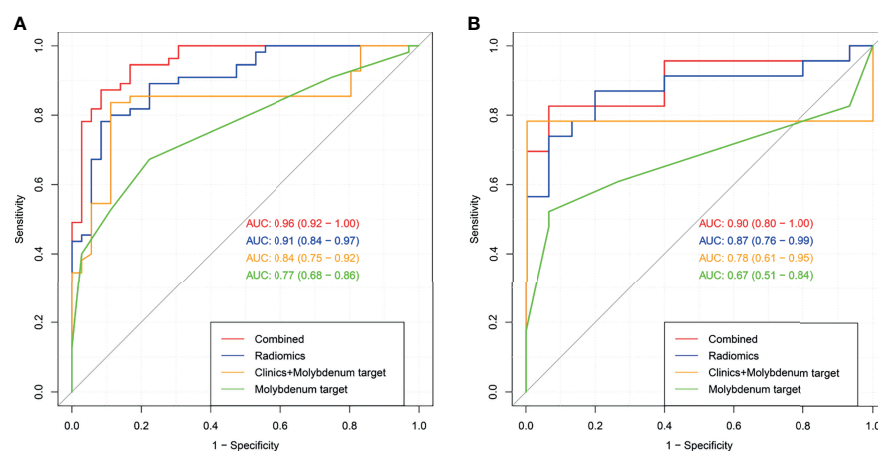 A
Sensitivity
1.0
0.8
0.6
0.4
0.2
0.0
AUC: 0.96 (0.92 − 1.00)
AUC: 0.91 (0.84 − 0.97)
AUC: 0.84 (0.75 − 0.92)
AUC: 0.77 (0.68 − 0.86)
Combined
Radiomics
Clinics+Molybdenum target
Molybdenum target
0.0 0.2 0.4 0.6 0.8 1.0
1 − Specificity
B
Sensitivity
1.0
0.8
0.6
0.4
0.2
0.0
AUC: 0.90 (0.80 − 1.00)
AUC: 0.87 (0.76 − 0.99)
AUC: 0.78 (0.61 − 0.95)
AUC: 0.67 (0.51 − 0.84)
Combined
Radiomics
Clinics+Molybdenum target
Molybdenum target
0.0 0.2 0.4 0.6 0.8 1.0
1 − Specificity